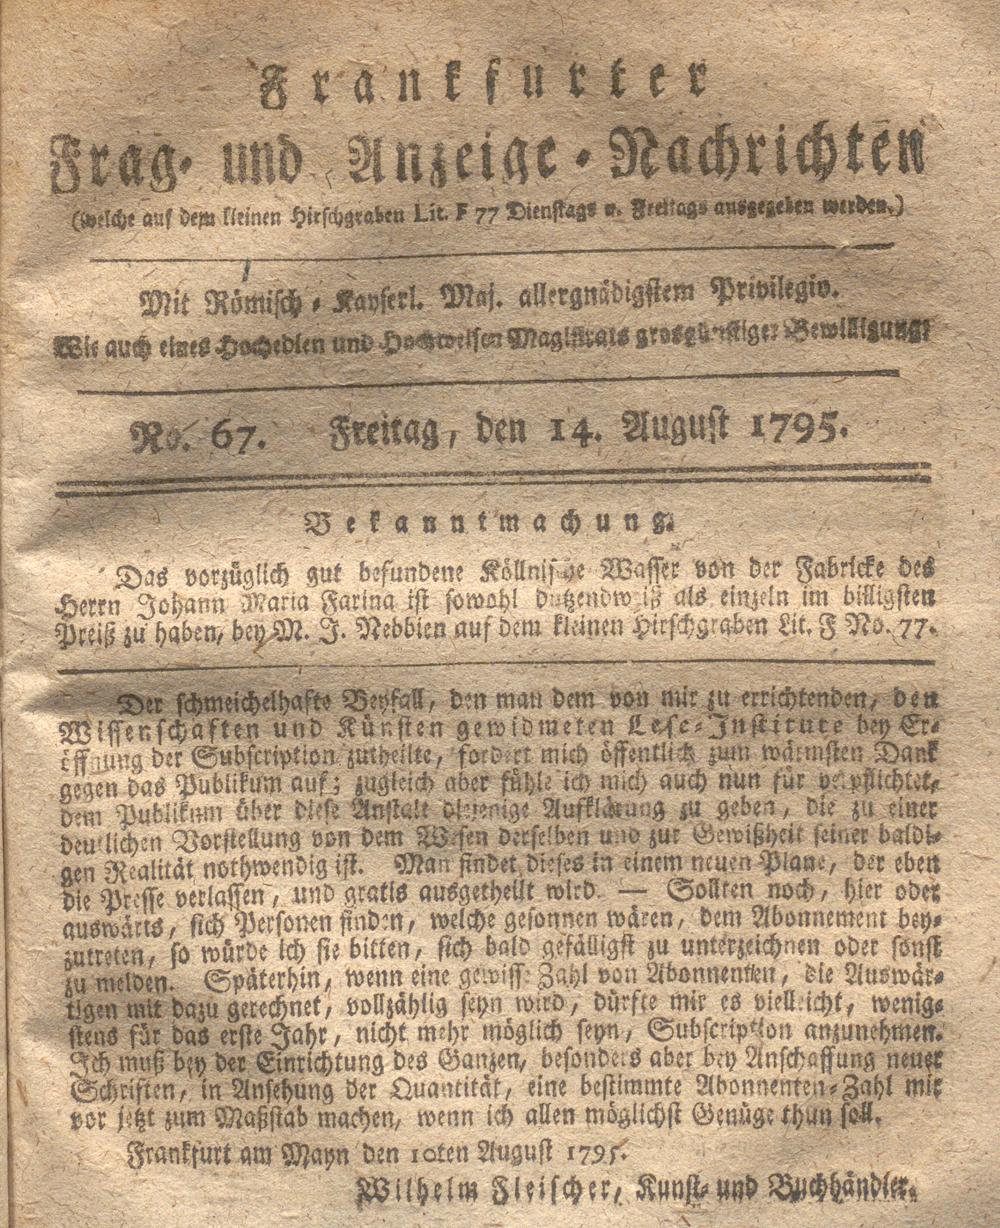 Frankfurter
Frag- und Anzeige-Nachrichten
(welche auf dem kleinen Hirschgraben Lit. F 77 Dienstags u. Freitags ausgegeben werden.)
Mit Römisch-Kayserl. Maj. allergnädigstem Privilegio.
Wie auch eines Hochedlen und Hochweisen Magistrats grosgünstiger Bewilligung:
No. 67. Freitag, den 14. August 1795.
Bekanntmachung.
Das vorzüglich gut befundene Köllnische Wasser von der Fabricke des
Herrn Johann Maria Farina ist sowohl dutzendweiß als einzeln im billigsten
Preiß zu haben, bey M. J. Nebbien auf dem kleinen Hirschgraben Lit. F No. 77.
Der schmeichelhafte Beyfall, den man dem von mir zu errichtenden, den
Wissenschaften und Künsten gewidmeten Lese-Institute bey Er-
öffnung der Subscription zutheilte, fordert mich öffentlich zum wärmsten Dank
gegen das Publikum auf; zugleich aber fühle ich mich auch nun für verpflichtet,
dem Publikum über diese Anstalt diejenige Aufklärung zu geben, die zu einer
deutlichen Vorstellung von dem Wesen derselben und zur Gewißheit seiner baldi-
gen Realität nothwendig ist. Man findet dieses in einem neuen Plane, der eben
die Presse verlassen, und gratis ausgetheilt wird. — Sollten noch, hier oder
auswärts, sich Personen finden, welche gesonnen wären, dem Abonnement bey-
zutreten, so würde ich sie bitten, sich bald gefälligst zu unterzeichnen oder sonst
zu melden. Späterhin, wenn eine gewisse Zahl von Abonnenten, die Auswär-
tigen mit dazu gerechnet, vollzählig seyn wird, dürfte mir es vielleicht, wenig-
stens für das erste Jahr, nicht mehr möglich seyn, Subscription anzunehmen.
Ich muß bey der Einrichtung des Ganzen, besonders aber bey Anschaffung neuer
Schriften, in Ansehung der Quantität, eine bestimmte Abonnenten-Zahl mir
vor jetzt zum Maßstab machen, wenn ich allen möglichst Genüge thun soll.
Frankfurt am Mayn den 10ten August 1795.
Wilhelm Fleischer, Kunst- und Buchhändler.